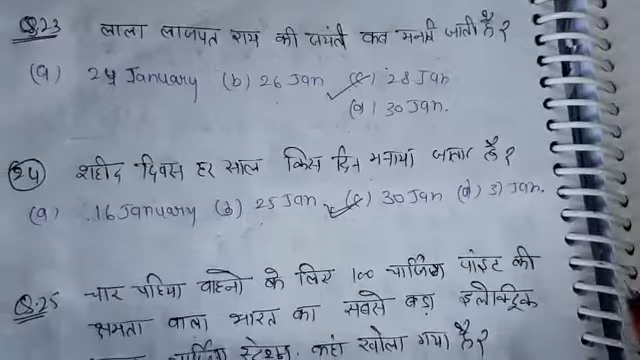 Q.23 लाला लाजपत राय की जयंती कब मनाई जाती है?
(a) 24 January (b) 26 Jan (c) 28 Jan
(d) 30 Jan.
24 शहीद दिवस हर साल किस दिन मनाया जाता है?
(a) .16 January (b) 25 Jan (c) 30 Jan (d) 31 Jan.
Q.25 चार पहिया वाहनो के लिए 100 चार्जिंग पाइंट की
क्षमता वाला भारत का सबसे बड़ा इलेक्ट्रिक
चार्जिंग स्टेशन कहां खोला गया है?